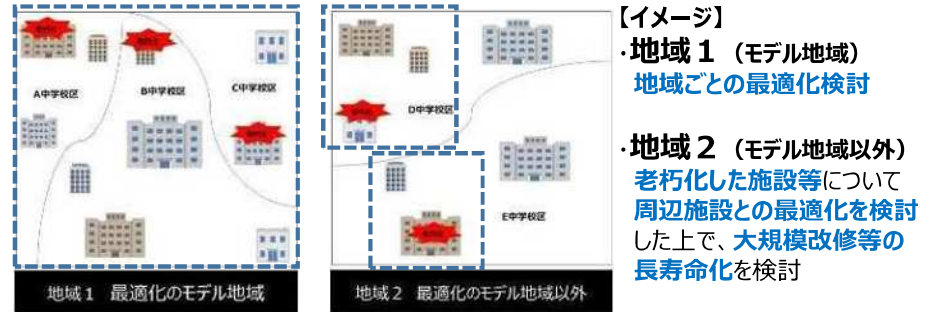 A中学校区
B中学校区
C中学校区
地域1 最適化のモデル地域
D中学校区
E中学校区
地域2 最適化のモデル地域以外
【イメージ】
・地域１（モデル地域）
地域ごとの最適化検討
・地域２（モデル地域以外）
老朽化した施設等について
周辺施設との最適化を検討
した上で、大規模改修等の
長寿命化を検討